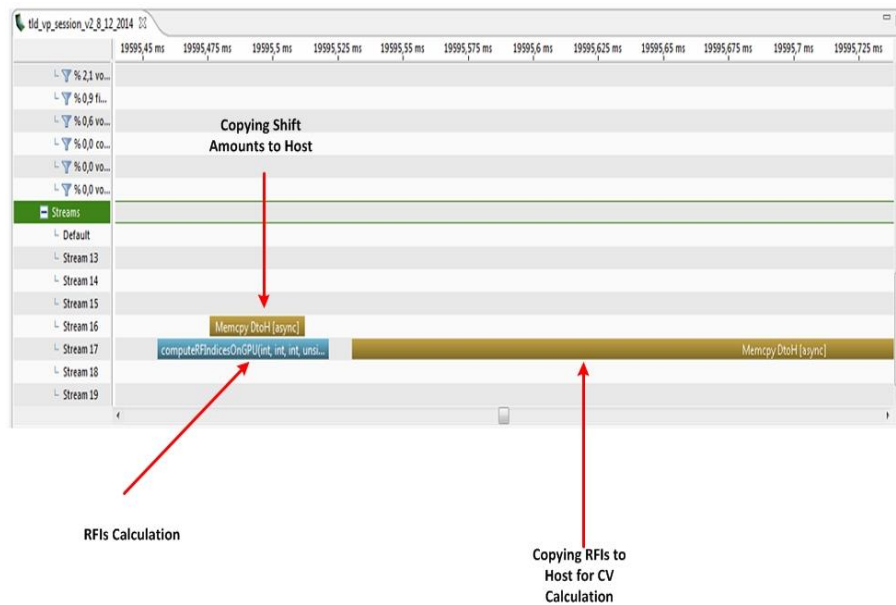 tld_vp_session_v2_8_12_2014
19595,45 ms 19595,475 ms 19595,5 ms 19595,525 ms 19595,55 ms 19595,575 ms 19595,6 ms 19595,625 ms 19595,65 ms 19595,675 ms 19595,7 ms 19595,725 ms
% 2,1 vo...
% 0,9 fi...
% 0,6 vo...
% 0,0 co...
% 0,0 vo...
% 0,0 vo...
Copying Shift
Amounts to Host
Streams
Default
Stream 13
Stream 14
Stream 15
Stream 16
Memcpy DtoH [async]
Stream 17
computeRFIndicesOnGPU(int, int, int, unsi...
Memcpy DtoH [async]
Stream 18
Stream 19
RFIs Calculation
Copying RFIs to
Host for CV
Calculation